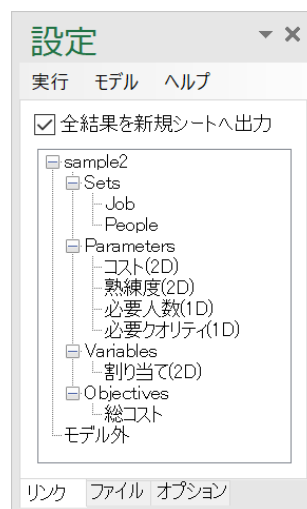 設定
実行 モデル ヘルプ
全結果を新規シートへ出力
sample2
Sets
Job
People
Parameters
コスト(2D)
熟練度(2D)
必要人数(1D)
必要クオリティ(1D)
Variables
割り当て(2D)
Objectives
総コスト
モデル外
リンク ファイル オプション